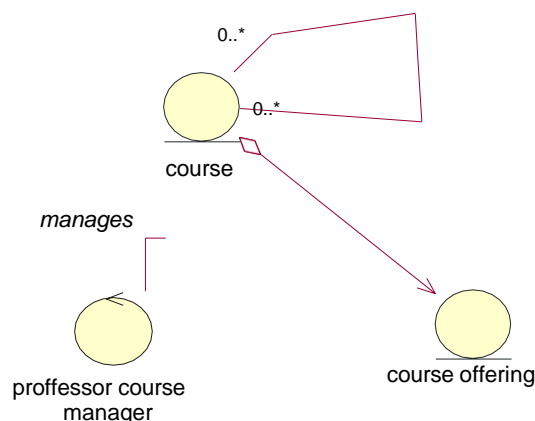 0..*
0..*
course
manages
proffessor course
manager
course offering